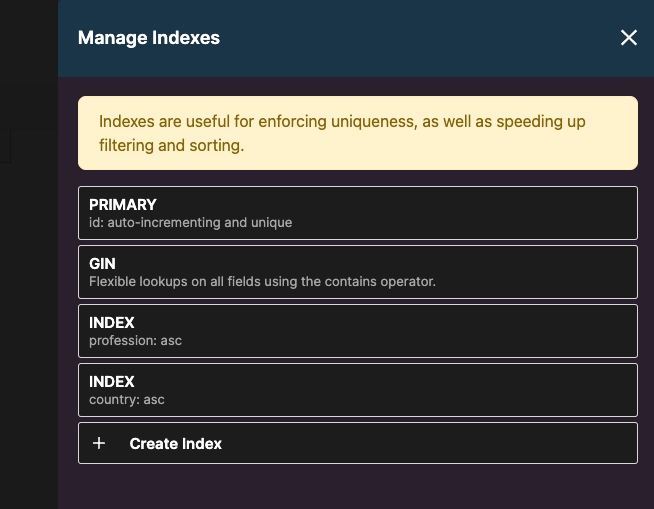 Manage Indexes
Indexes are useful for enforcing uniqueness, as well as speeding up
filtering and sorting.
PRIMARY
id: auto-incrementing and unique
GIN
Flexible lookups on all fields using the contains operator.
INDEX
profession: asc
INDEX
country: asc
Create Index